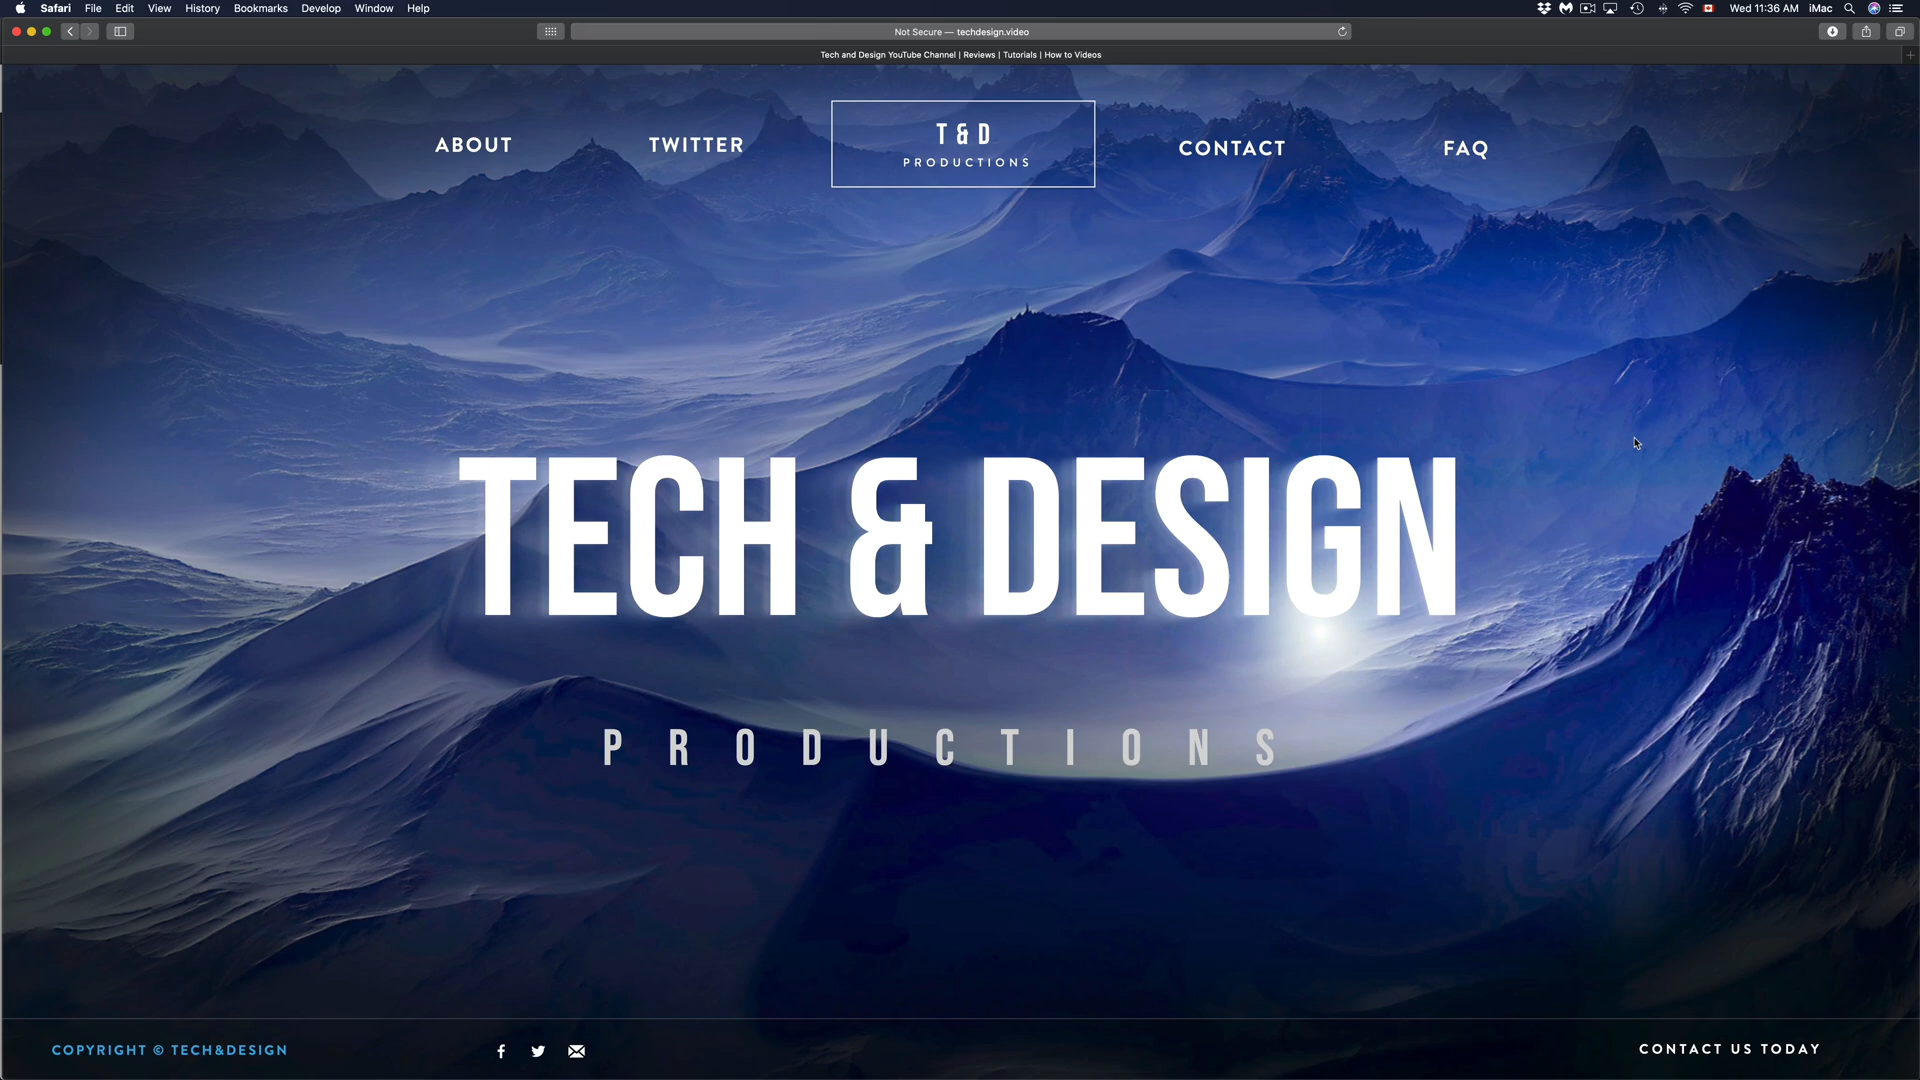 Safari File Edit View History Bookmarks Develop Window Help Wed 11:36 AM iMac
Not Secure — techdesign.video
Tech and Design YouTube Channel | Reviews | Tutorials | How to Videos
ABOUT TWITTER T & D CONTACT FAQ
PRODUCTIONS
TECH & DESIGN
PRODUCTIONS
COPYRIGHT © TECH&DESIGN CONTACT US TODAY